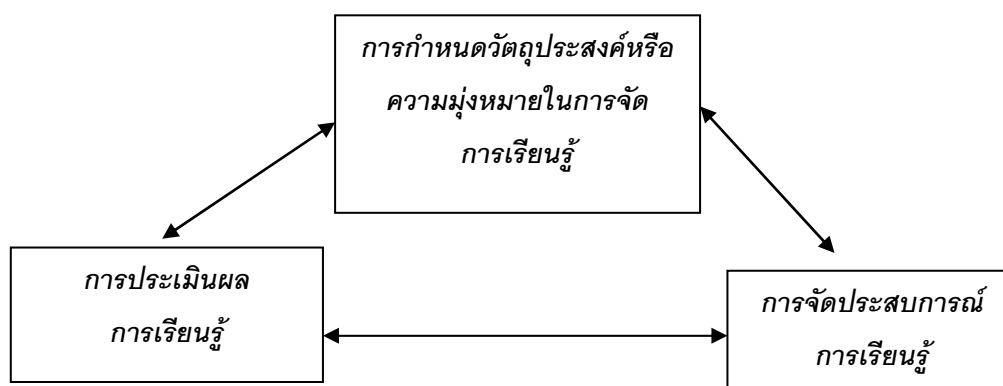 การกำหนดวัตถุประสงค์หรือ
ความมุ่งหมายในการจัด
การเรียนรู้
การประเมินผล
การเรียนรู้
การจัดประสบการณ์
การเรียนรู้